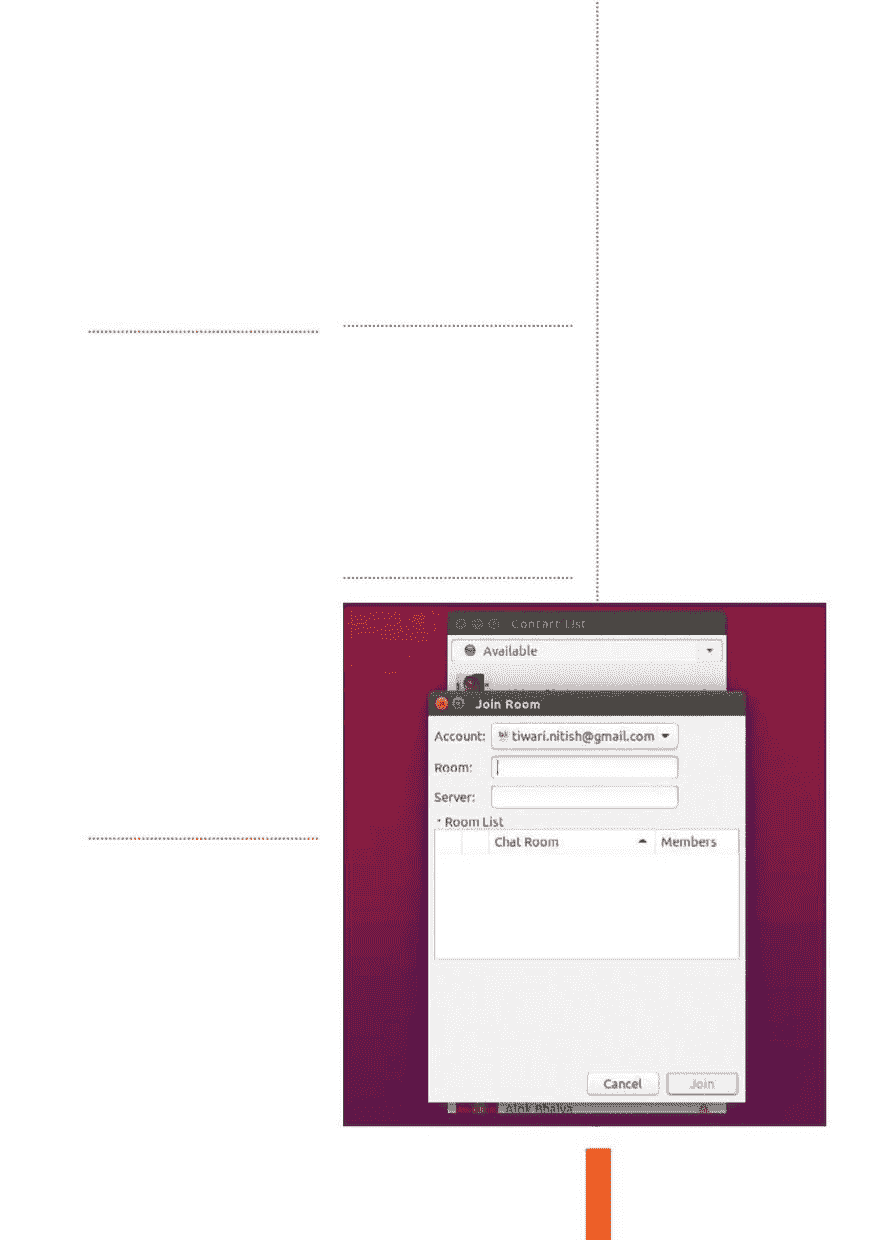 Contact List
Available
Join Room
Account: tiwari.nitish@gmail.com
Room:
Server:
Room List
Chat Room Members
Cancel Join
Alok Bhaiya